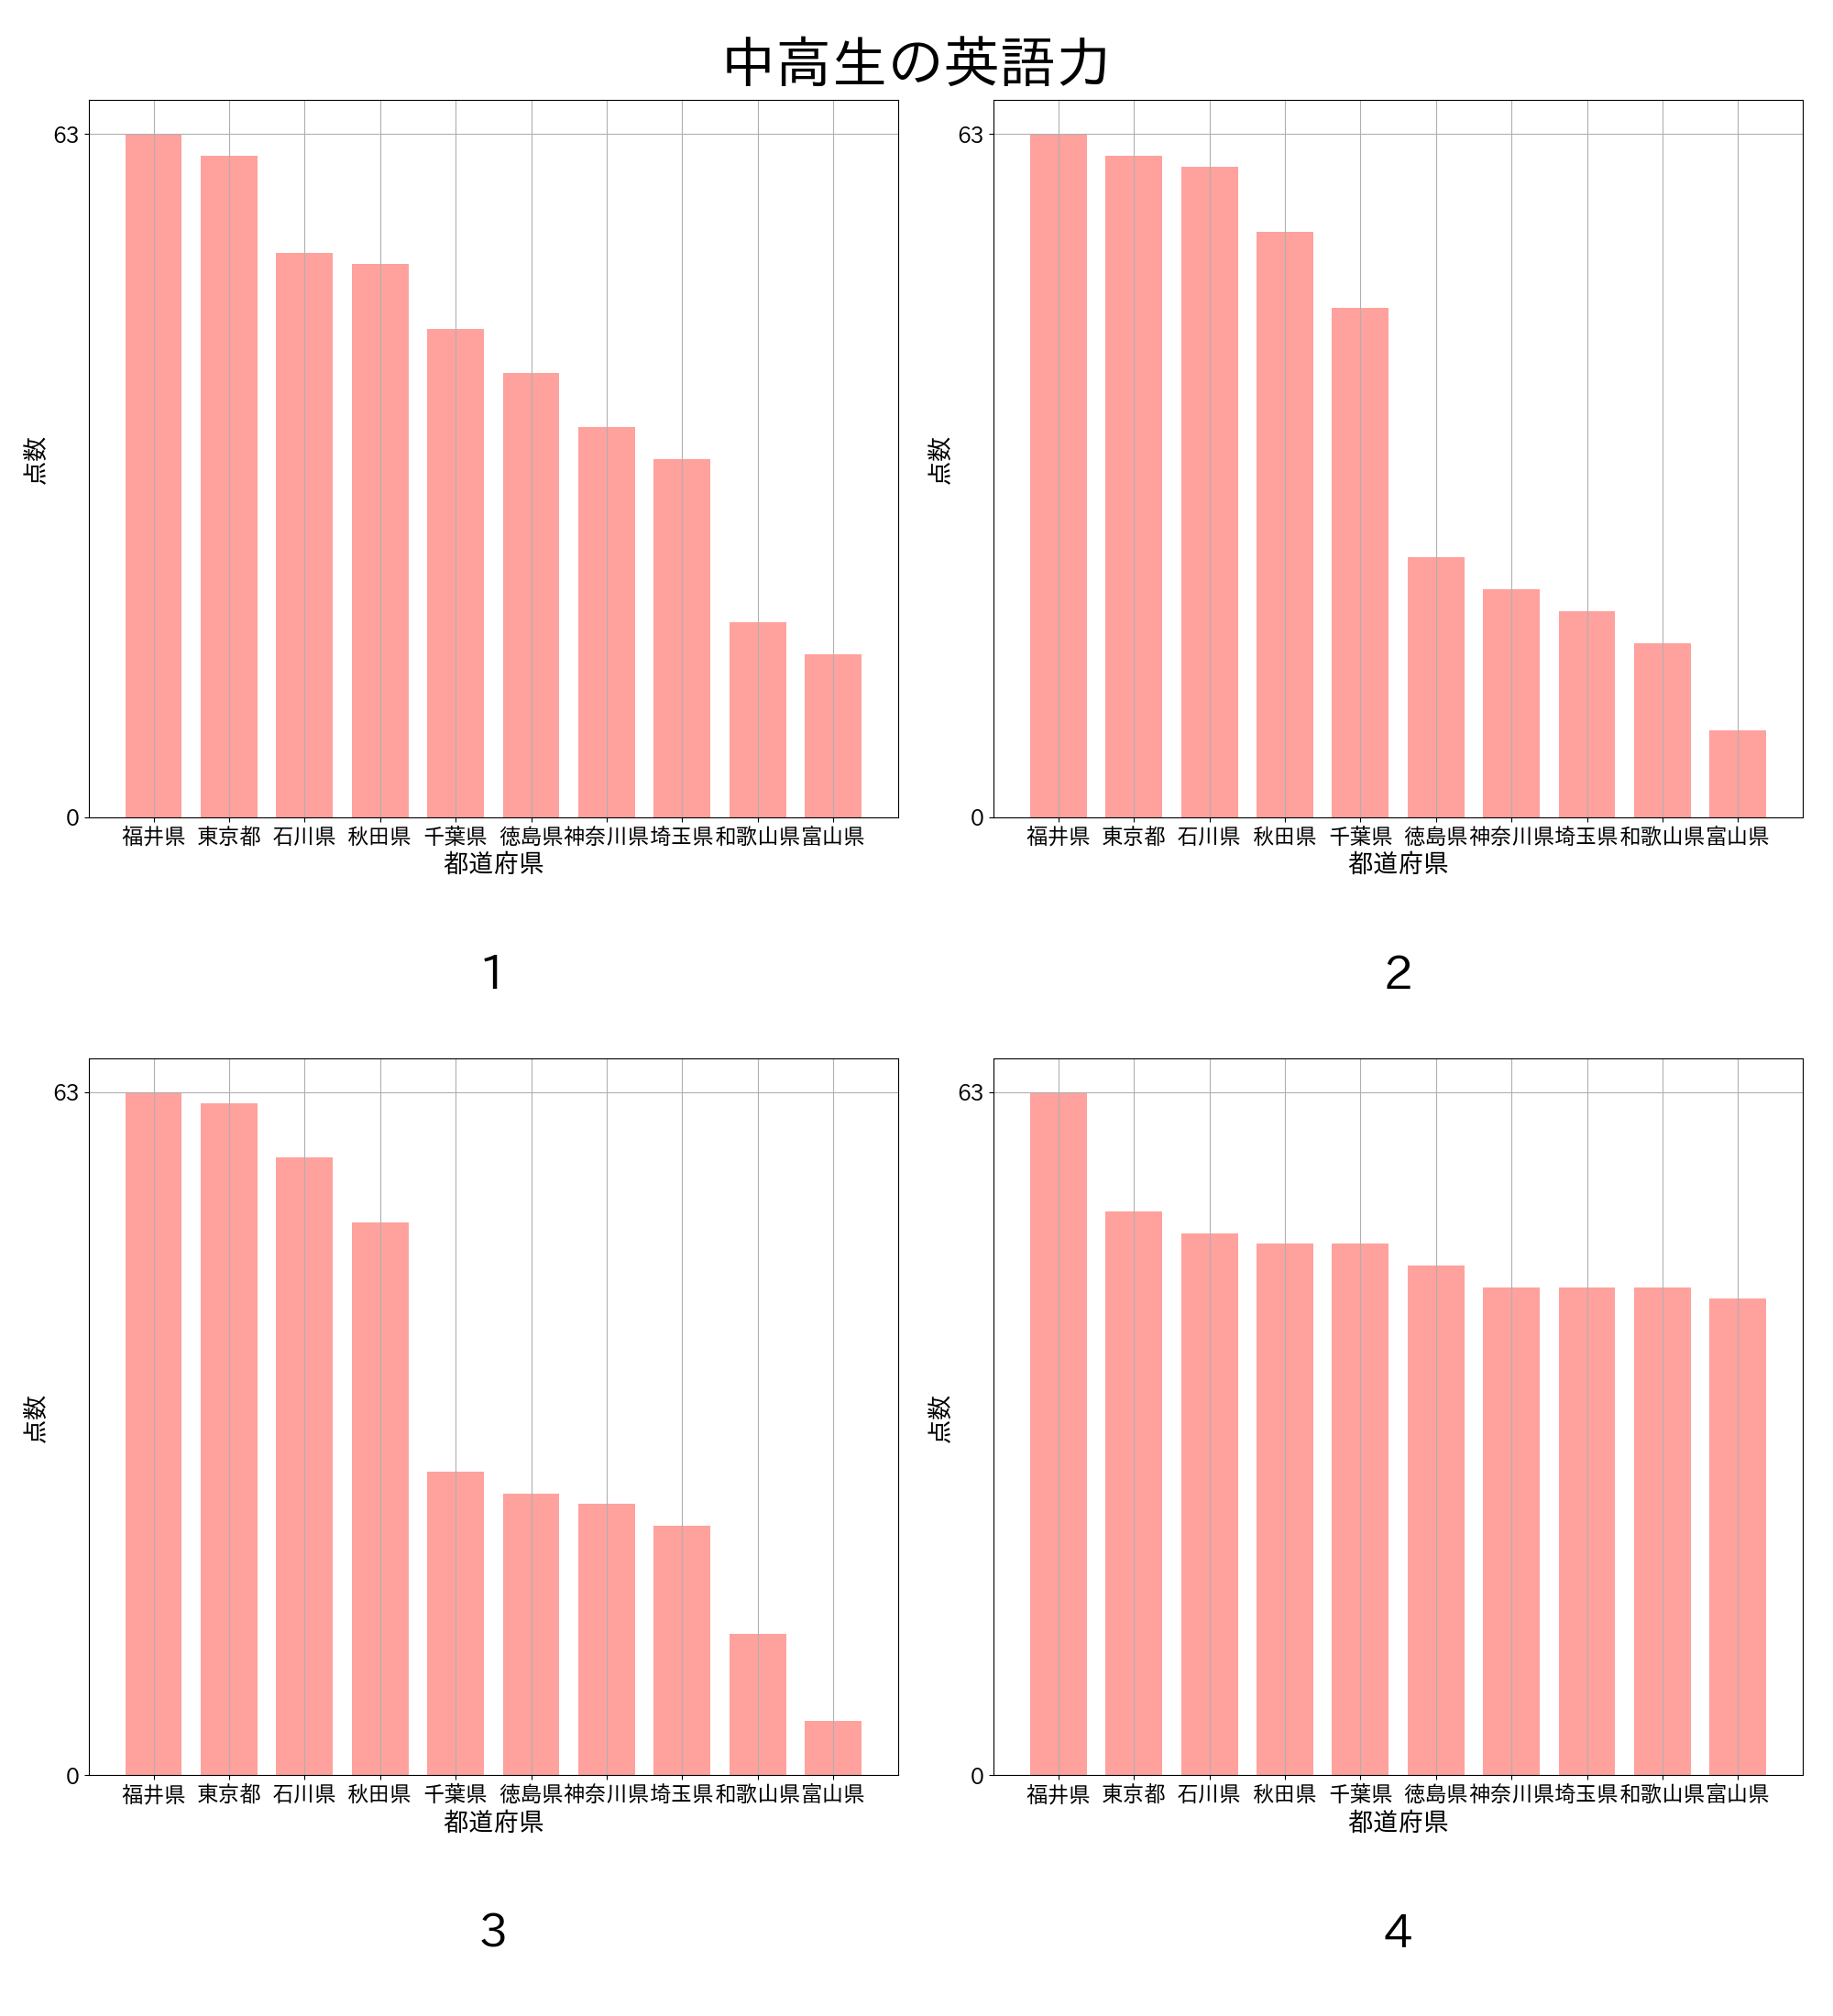 中高生の英語力
63
点数
0
福井県 東京都 石川県 秋田県 千葉県 徳島県 神奈川県 埼玉県 和歌山県 富山県
都道府県
1
63
点数
0
福井県 東京都 石川県 秋田県 千葉県 徳島県 神奈川県 埼玉県 和歌山県 富山県
都道府県
2
63
点数
0
福井県 東京都 石川県 秋田県 千葉県 徳島県 神奈川県 埼玉県 和歌山県 富山県
都道府県
3
63
点数
0
福井県 東京都 石川県 秋田県 千葉県 徳島県 神奈川県 埼玉県 和歌山県 富山県
都道府県
4